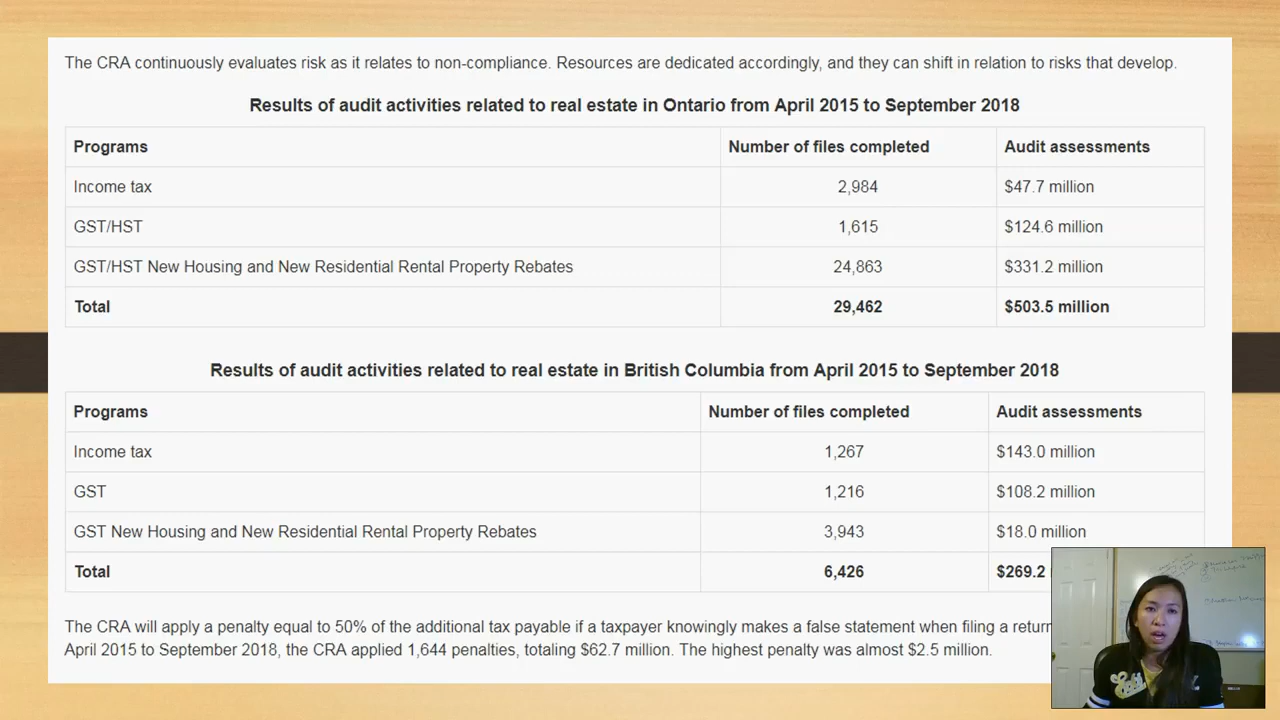 The CRA continuously evaluates risk as it relates to non-compliance. Resources are dedicated accordingly, and they can shift in relation to risks that develop.
Results of audit activities related to real estate in Ontario from April 2015 to September 2018
Programs Number of files completed Audit assessments
Income tax 2,984 $47.7 million
GST/HST 1,615 $124.6 million
GST/HST New Housing and New Residential Rental Property Rebates 24,863 $331.2 million
Total 29,462 $503.5 million
Results of audit activities related to real estate in British Columbia from April 2015 to September 2018
Programs Number of files completed Audit assessments
Income tax 1,267 $143.0 million
GST 1,216 $108.2 million
GST New Housing and New Residential Rental Property Rebates 3,943 $18.0 million
Total 6,426 $269.2
The CRA will apply a penalty equal to 50% of the additional tax payable if a taxpayer knowingly makes a false statement when filing a return
April 2015 to September 2018, the CRA applied 1,644 penalties, totaling $62.7 million. The highest penalty was almost $2.5 million.